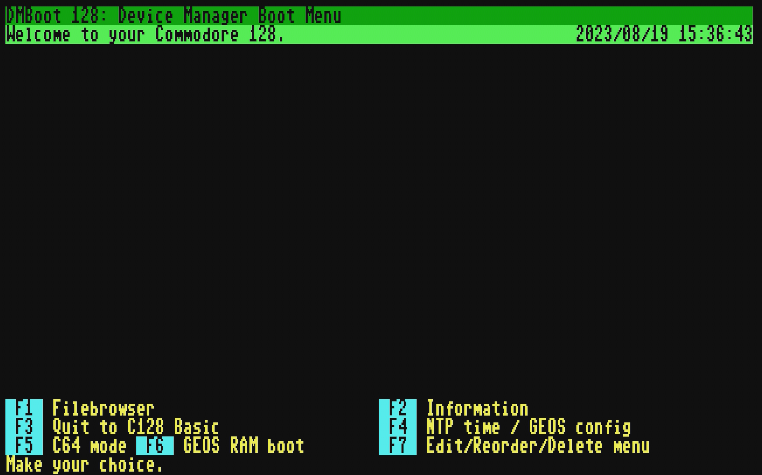 DMBoot 128: Device Manager Boot Menu
Welcome to your Commodore 128. 2023/08/19 15:36:43
F1 Filebrowser F2 Information
F3 Quit to C128 Basic F4 NTP time / GEOS config
F5 C64 mode F6 GEOS RAM boot F7 Edit/Reorder/Delete menu
Make your choice.